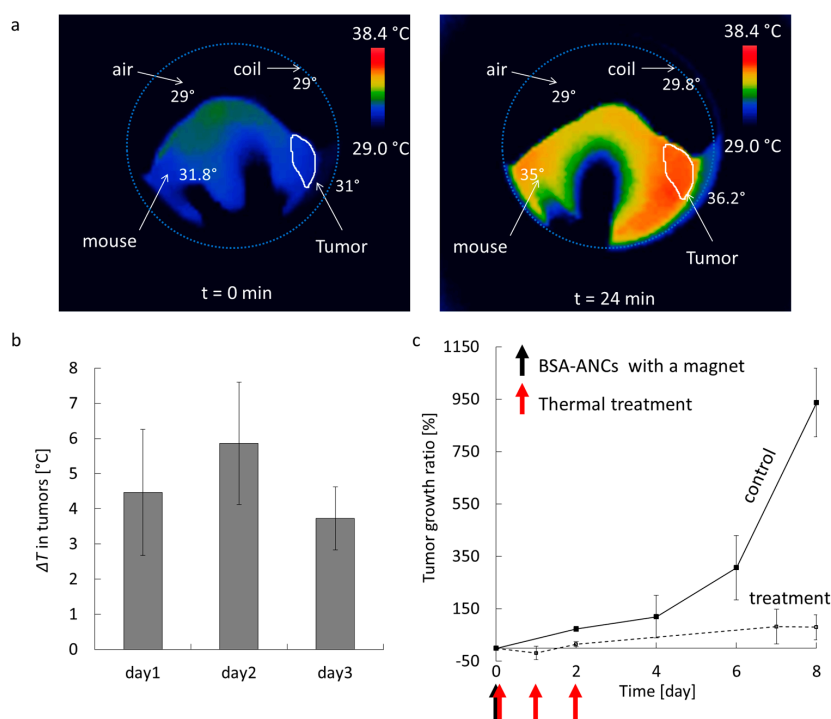 a
38.4 °C
air
coil
29°
29°
29.0 °C
31.8°
31°
mouse
Tumor
t = 0 min
38.4 °C
air
coil
29°
29.8°
29.0 °C
35°
36.2°
mouse
Tumor
t = 24 min
b
8
7
6
5
4
3
2
1
0
ΔT in tumors [°C]
day1
day2
day3
c
1150
950
750
550
350
150
-50
Tumor growth ratio [%]
BSA-ANCs with a magnet
Thermal treatment
control
treatment
0
2
4
6
8
Time [day]